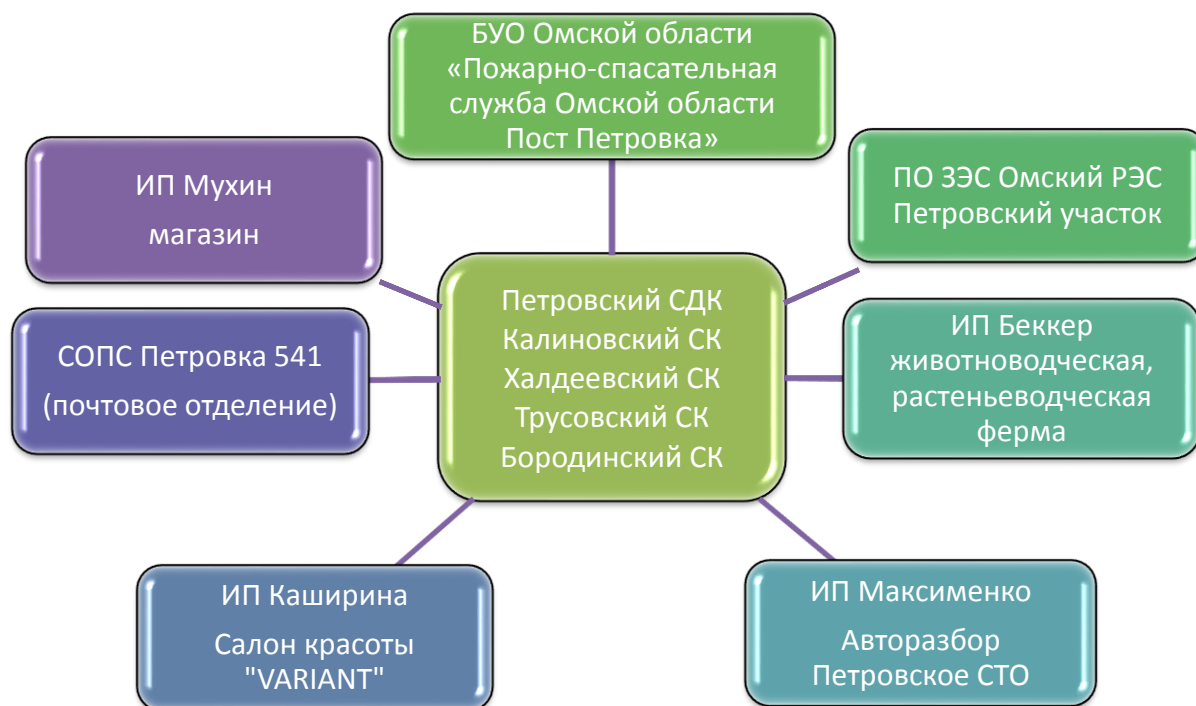 БУО Омской области
«Пожарно-спасательная
служба Омской области
Пост Петровка»
ИП Мухин
магазин
ПО ЗЭС Омский РЭС
Петровский участок
Петровский СДК
Калиновский СК
Халдеевский СК
Трусовский СК
Бородинский СК
СОПС Петровка 541
(почтовое отделение)
ИП Беккер
животноводческая,
растеньеводческая
ферма
ИП Каширина
Салон красоты
"VARIANT"
ИП Максименко
Авторазбор
Петровское СТО